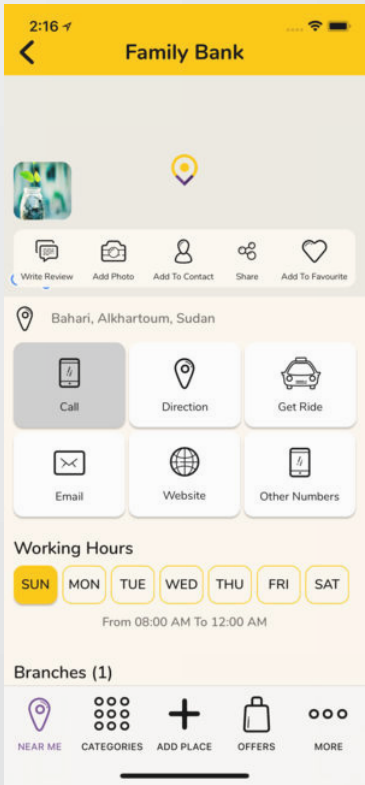 2:16
Family Bank
Write Review Add Photo Add To Contact Share Add To Favourite
Bahari, Alkhartoum, Sudan
Call Direction Get Ride
Email Website Other Numbers
Working Hours
SUN MON TUE WED THU FRI SAT
From 08:00 AM To 12:00 AM
Branches (1)
NEAR ME CATEGORIES ADD PLACE OFFERS MORE